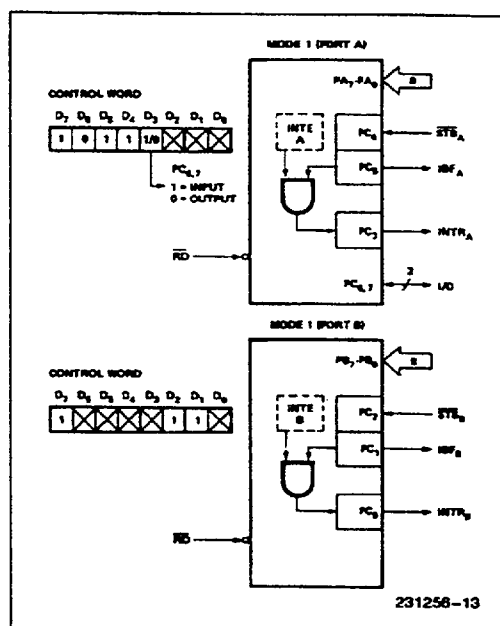 MODE 1 (PORT A)
PA7-PA0
8
CONTROL WORD
D7 D6 D5 D4 D3 D2 D1 D0
1 0 1 1 1/0
PC6,7
1 = INPUT
0 = OUTPUT
INTE
A
PC4
STBA
PC5
IBFA
PC3
INTRA
RD
PC6,7
2
I/O
MODE 1 (PORT B)
PB7-PB0
8
CONTROL WORD
D7 D6 D5 D4 D3 D2 D1 D0
1 1 1
INTE
B
PC2
STBB
PC1
IBFB
PC0
INTRB
RD
231256-13